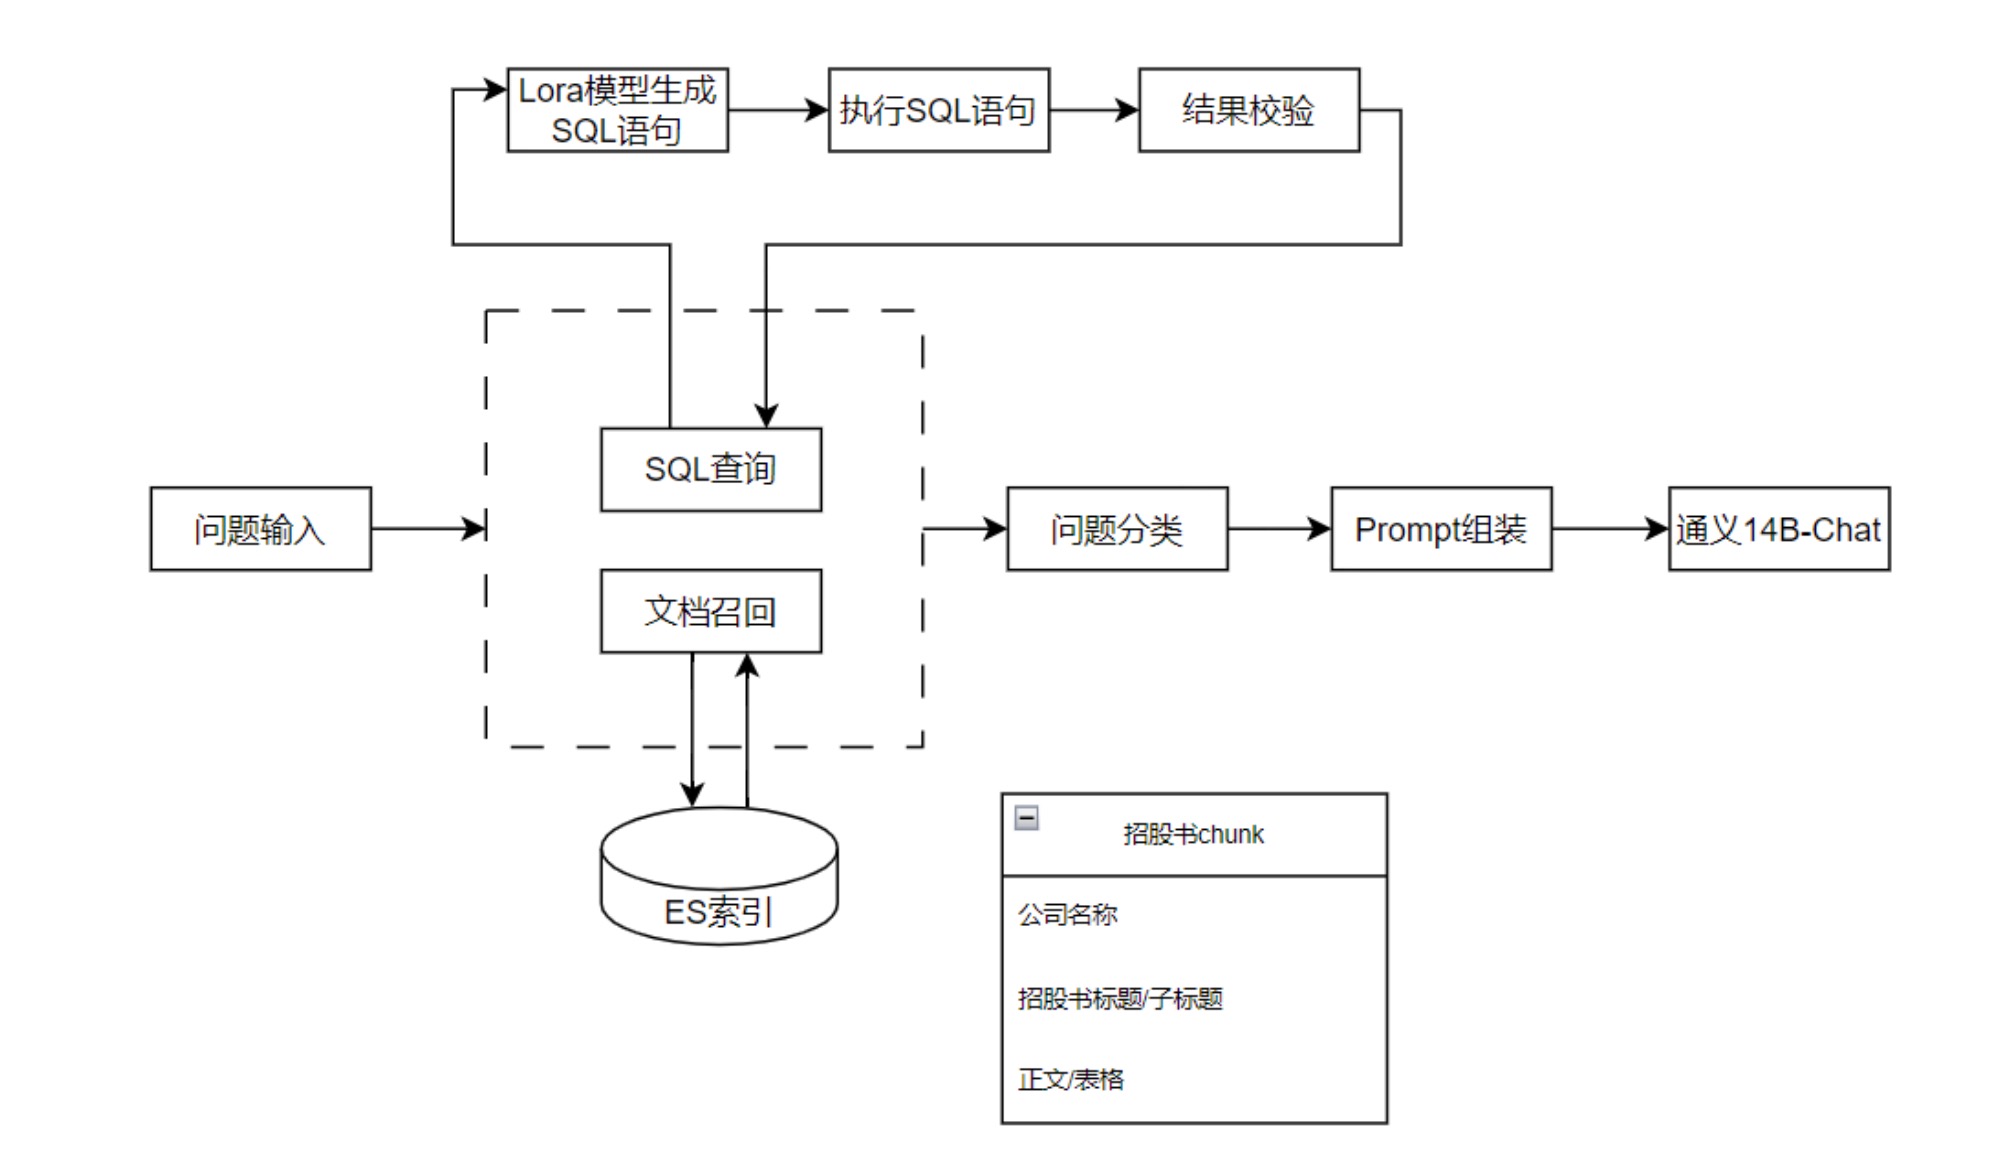 Lora模型生成
SQL语句
执行SQL语句
结果校验
SQL查询
问题输入
问题分类
Prompt组装
通义14B-Chat
文档召回
ES索引
招股书chunk
公司名称
招股书标题/子标题
正文/表格